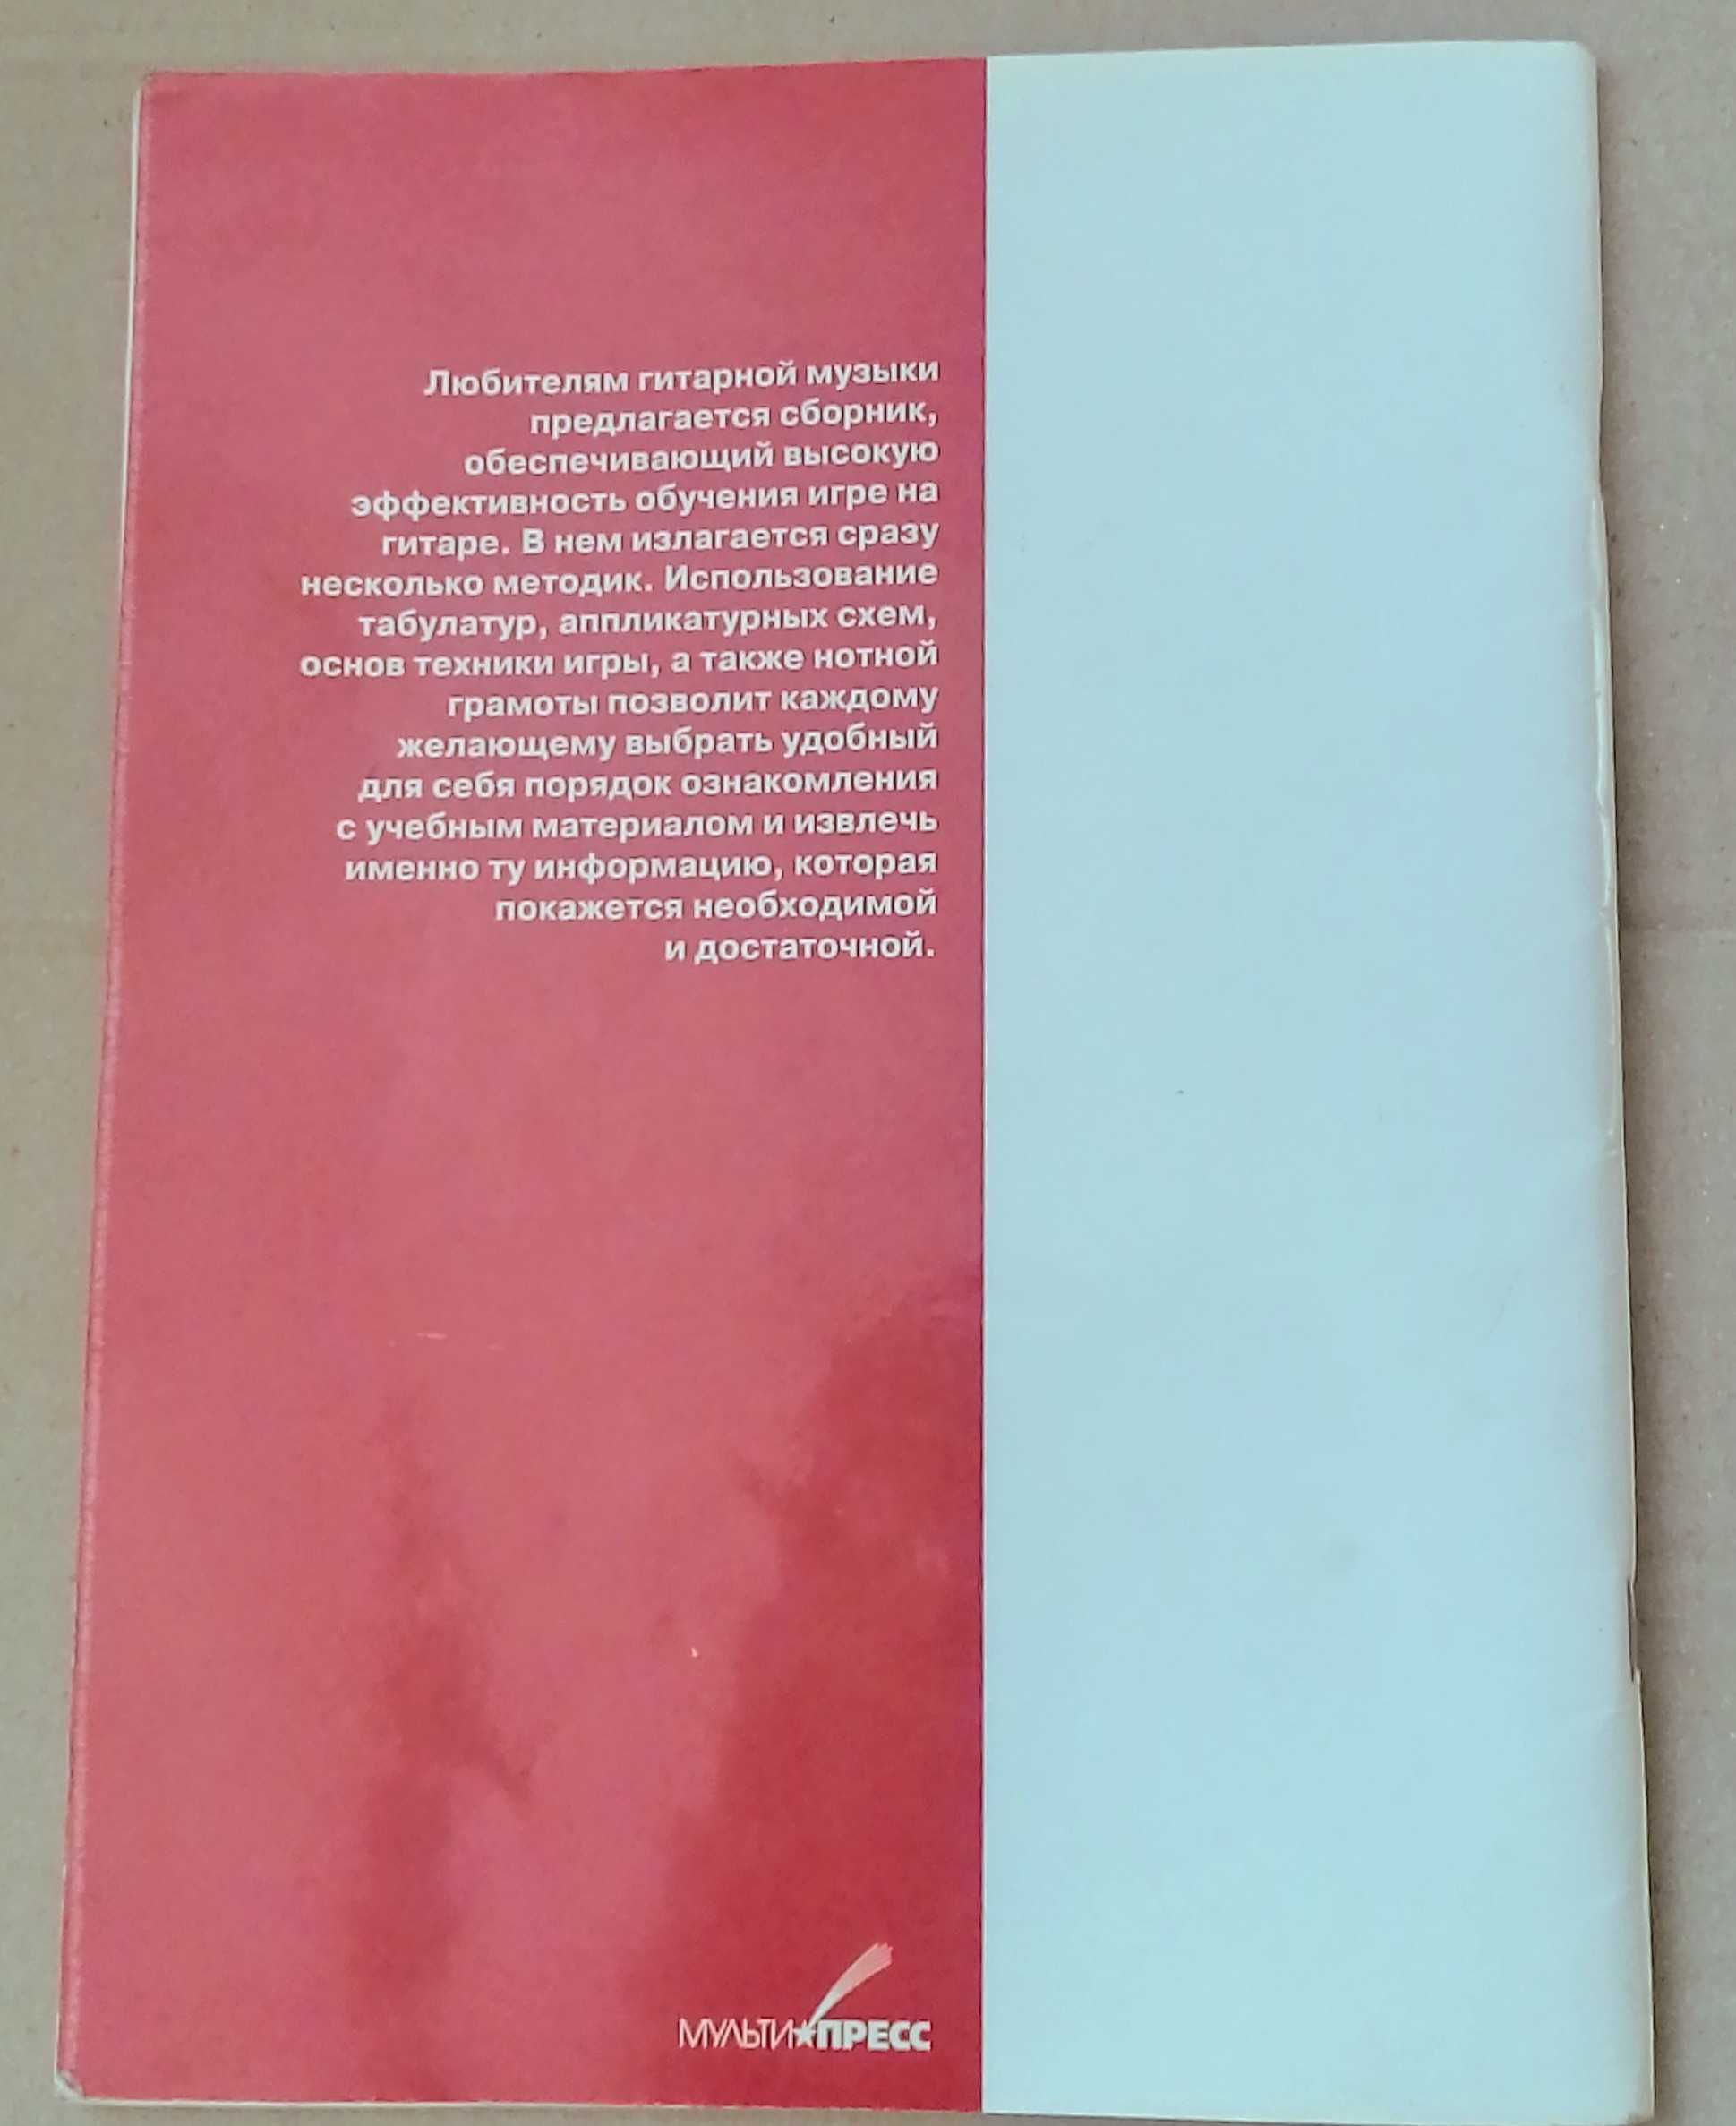 Любителям гитарной музыки
предлагается сборник,
обеспечивающий высокую
эффективность обучения игре на
гитаре. В нем излагается сразу
несколько методик. Использование
табулатур, аппликатурных схем,
основ техники игры, а также нотной
грамоты позволит каждому
желающему выбрать удобный
для себя порядок ознакомления
с учебным материалом и извлечь
именно ту информацию, которая
покажется необходимой
и достаточной.
МУЛЬТИ★ПРЕСС